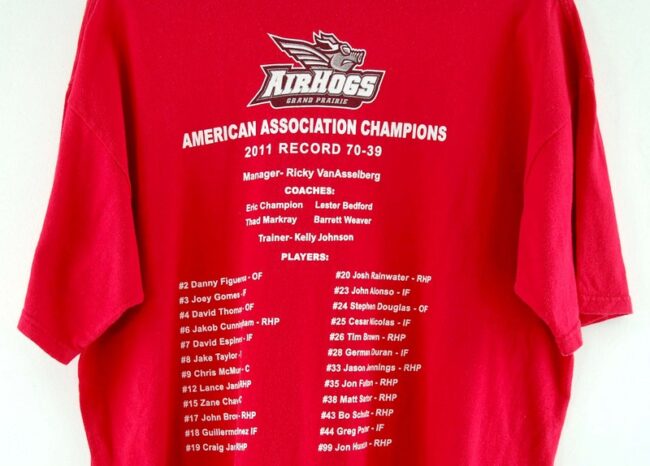 AIRHOGS
GRAND PRAIRIE
AMERICAN ASSOCIATION CHAMPIONS
2011 RECORD 70-39
Manager- Ricky VanAsselberg
COACHES:
Eric Champion Lester Bedford
Thad Markray Barrett Weaver
Trainer- Kelly Johnson
PLAYERS:
#2 Danny - OF
#3 Joey Gomes
#4 David - OF
#6 Jakob - RHP
#7 David - IF
#8 Jake Taylor
#9 Chris - C
#12 Lance RHP
#15 Zane
#17 John - RHP
#18 IF
#19 Craig RHP
#20 Josh Rainwater - RHP
#23 John Alonso - IF
#24 Stephen Douglas - OF
#25 Cesar Nicolas - IF
#26 Tim Brown - RHP
#28 German Duran - IF
#33 Jason Jennings - RHP
#35 Jon - RHP
#38 Matt - RHP
#43 Bo - RHP
#44 Greg - IF
#99 Jon - RHP